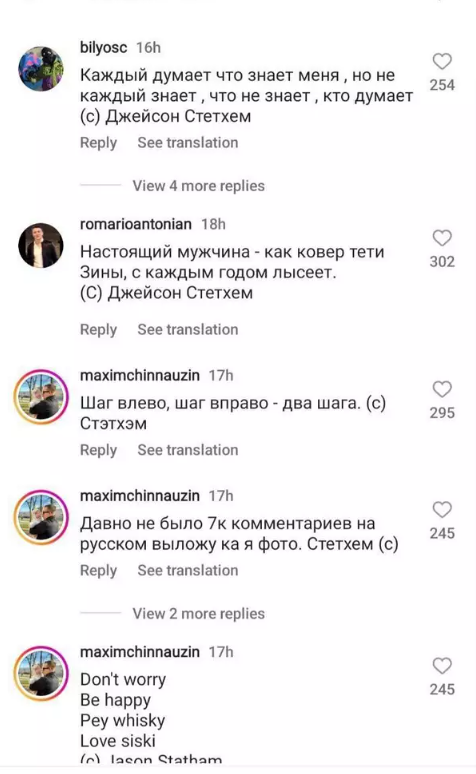 bilyosc 16h
Каждый думает что знает меня , но не
каждый знает , что не знает , кто думает
(с) Джейсон Стетхем
254
Reply See translation
View 4 more replies
romarioantonian 18h
Настоящий мужчина - как ковер тети
Зины, с каждым годом лысеет.
(С) Джейсон Стетхем
302
Reply See translation
maximchinnauzin 17h
Шаг влево, шаг вправо - два шага. (с)
Стэтхэм
295
Reply See translation
maximchinnauzin 17h
Давно не было 7к комментариев на
русском выложу ка я фото. Стетхем (с)
245
Reply See translation
View 2 more replies
maximchinnauzin 17h
Don't worry
Be happy
Pey whisky
Love siski
(c) Jason Statham
245